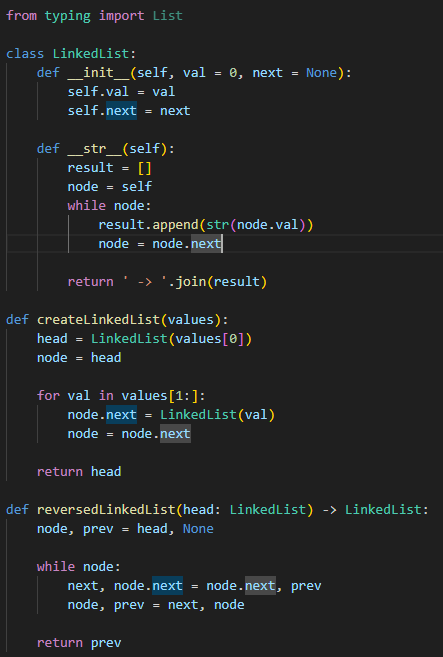 from typing import List

class LinkedList:
    def __init__(self, val = 0, next = None):
        self.val = val
        self.next = next

    def __str__(self):
        result = []
        node = self
        while node:
            result.append(str(node.val))
            node = node.next

        return ' -> '.join(result)

def createLinkedList(values):
    head = LinkedList(values[0])
    node = head

    for val in values[1:]:
        node.next = LinkedList(val)
        node = node.next

    return head

def reversedLinkedList(head: LinkedList) -> LinkedList:
    node, prev = head, None

    while node:
        next, node.next = node.next, prev
        node, prev = next, node

    return prev